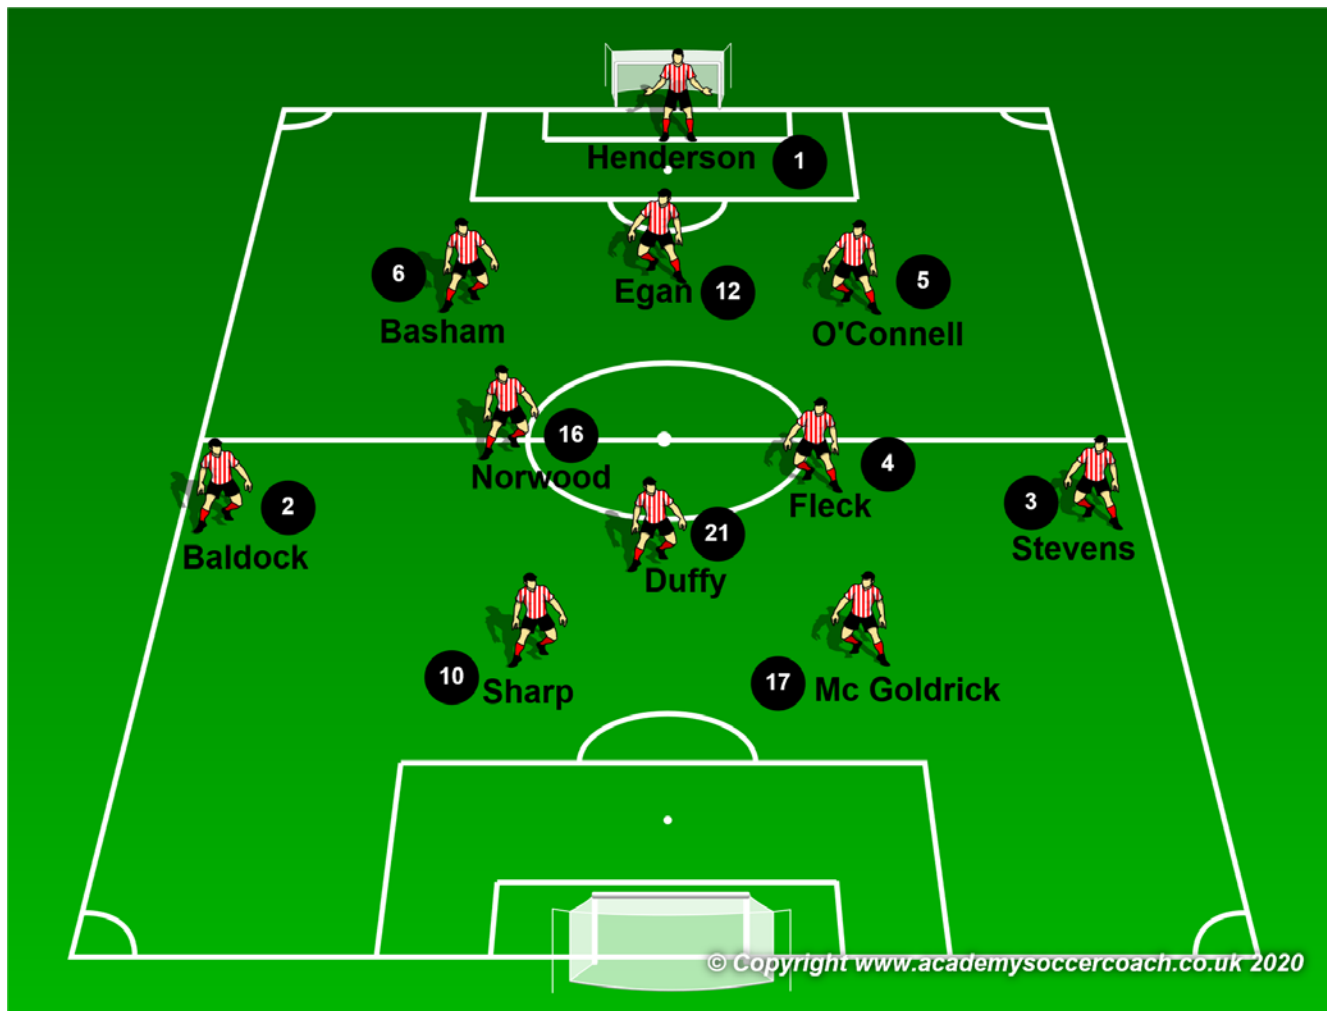 Henderson 1
6 Basham
Egan 12
5 O'Connell
16 Norwood
4 Fleck
2 Baldock
3 Stevens
21 Duffy
10 Sharp
17 Mc Goldrick
© Copyright www.academysoccercoach.co.uk 2020